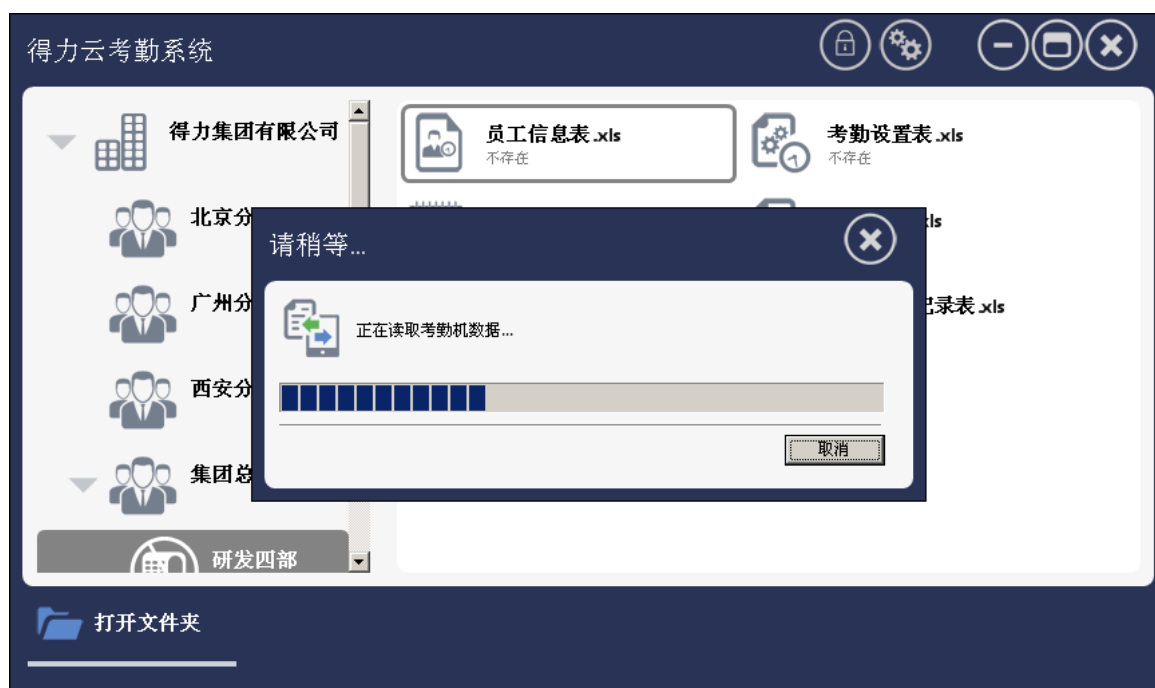 得力云考勤系统
得力集团有限公司
北京分
广州分
西安分
集团总
研发四部
员工信息表.xls
不存在
考勤设置表.xls
不存在
xls
记录表.xls
请稍等...
正在读取考勤机数据...
取消
打开文件夹